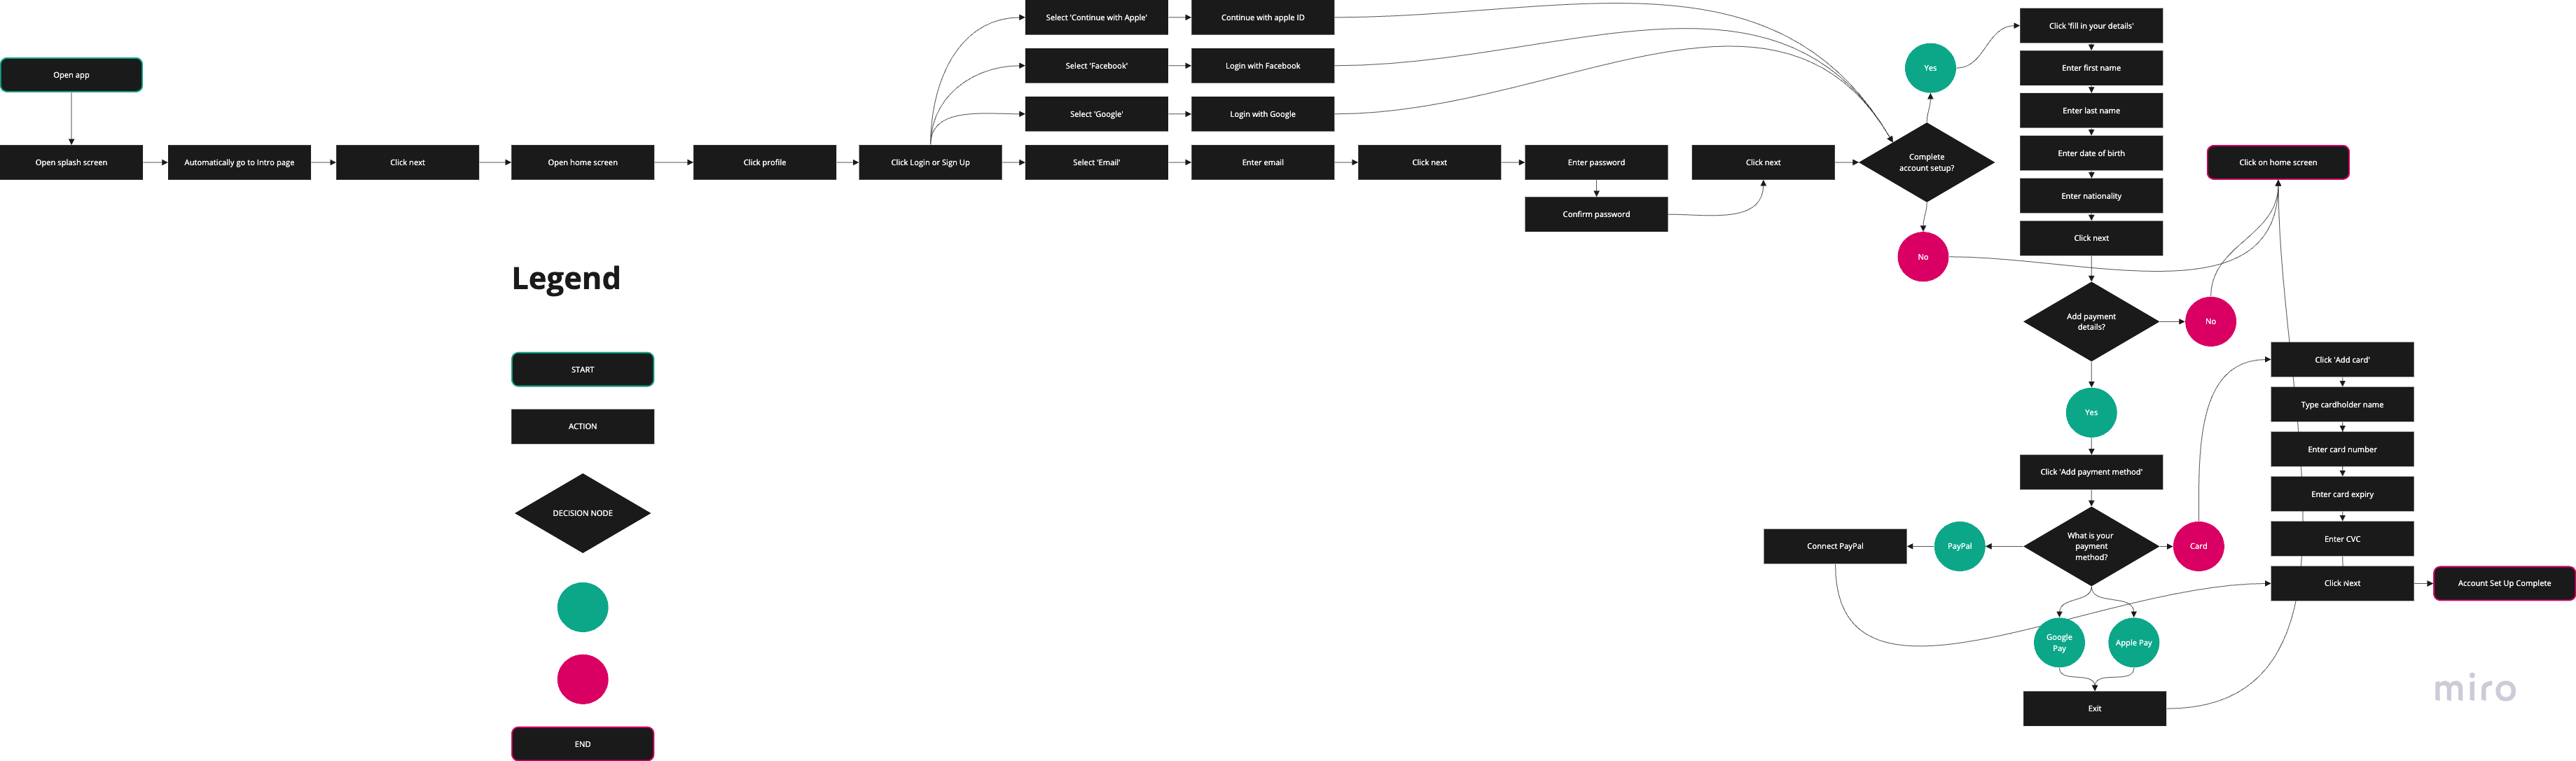 Open app
Open splash screen
Automatically go to Intro page
Click next
Open home screen
Click profile
Click Login or Sign Up
Select 'Continue with Apple'
Continue with apple ID
Select 'Facebook'
Login with Facebook
Select 'Google'
Login with Google
Select 'Email'
Enter email
Click next
Enter password
Confirm password
Click next
Complete
account setup?
Yes
No
Click 'fill in your details'
Enter first name
Enter last name
Enter date of birth
Enter nationality
Click next
Click on home screen
Add payment
details?
No
Yes
Click 'Add payment method'
What is your
payment
method?
PayPal
Connect PayPal
Card
Google
Pay
Apple Pay
Exit
Click 'Add card'
Type cardholder name
Enter card number
Enter card expiry
Enter CVC
Click Next
Account Set Up Complete
Legend
START
ACTION
DECISION NODE
END
miro